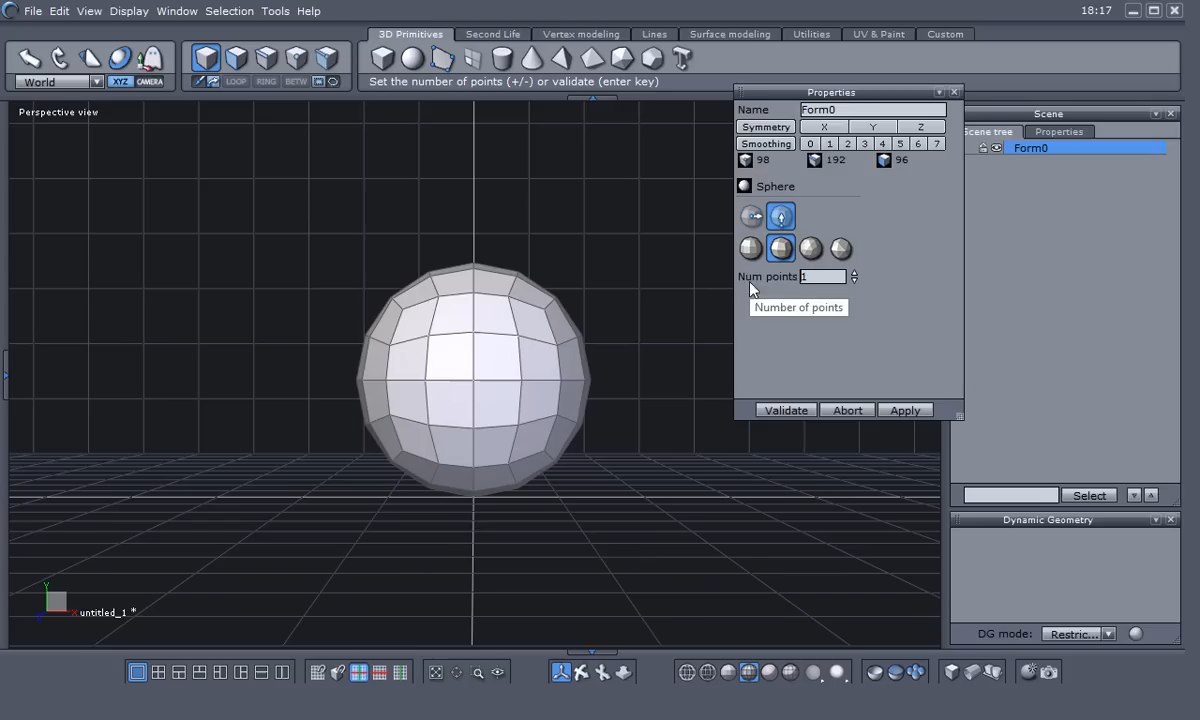 File Edit View Display Window Selection Tools Help 18:17
3D Primitives Second Life Vertex modeling Lines Surface modeling Utilities UV & Paint Custom
World XYZ CAMERA LOOP RING BETW Set the number of points (+/-) or validate (enter key)
Perspective view
Properties
Name Form0
Symmetry X Y Z
Smoothing 0 1 2 3 4 5 6 7
98 192 96
Sphere
Num points 1
Number of points
Validate Abort Apply
Scene
Scene tree Properties
Form0
Select
Dynamic Geometry
DG mode: Restric...
Y
X
Z
untitled_1 *